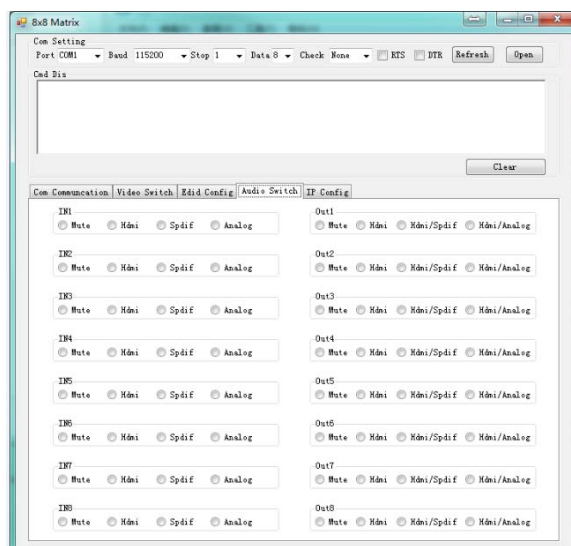 8x8 Matrix
Com Setting
Port COM1 Baud 115200 Stop 1 Data 8 Check None RTS DTR Refresh Open
Cmd Dis
Clear
Com Communcation Video Switch Edid Config Audio Switch IP Config
IN1 Out1
Mute Hdmi Spdif Analog Mute Hdmi Hdmi/Spdif Hdmi/Analog
IN2 Out2
Mute Hdmi Spdif Analog Mute Hdmi Hdmi/Spdif Hdmi/Analog
IN3 Out3
Mute Hdmi Spdif Analog Mute Hdmi Hdmi/Spdif Hdmi/Analog
IN4 Out4
Mute Hdmi Spdif Analog Mute Hdmi Hdmi/Spdif Hdmi/Analog
IN5 Out5
Mute Hdmi Spdif Analog Mute Hdmi Hdmi/Spdif Hdmi/Analog
IN6 Out6
Mute Hdmi Spdif Analog Mute Hdmi Hdmi/Spdif Hdmi/Analog
IN7 Out7
Mute Hdmi Spdif Analog Mute Hdmi Hdmi/Spdif Hdmi/Analog
IN8 Out8
Mute Hdmi Spdif Analog Mute Hdmi Hdmi/Spdif Hdmi/Analog